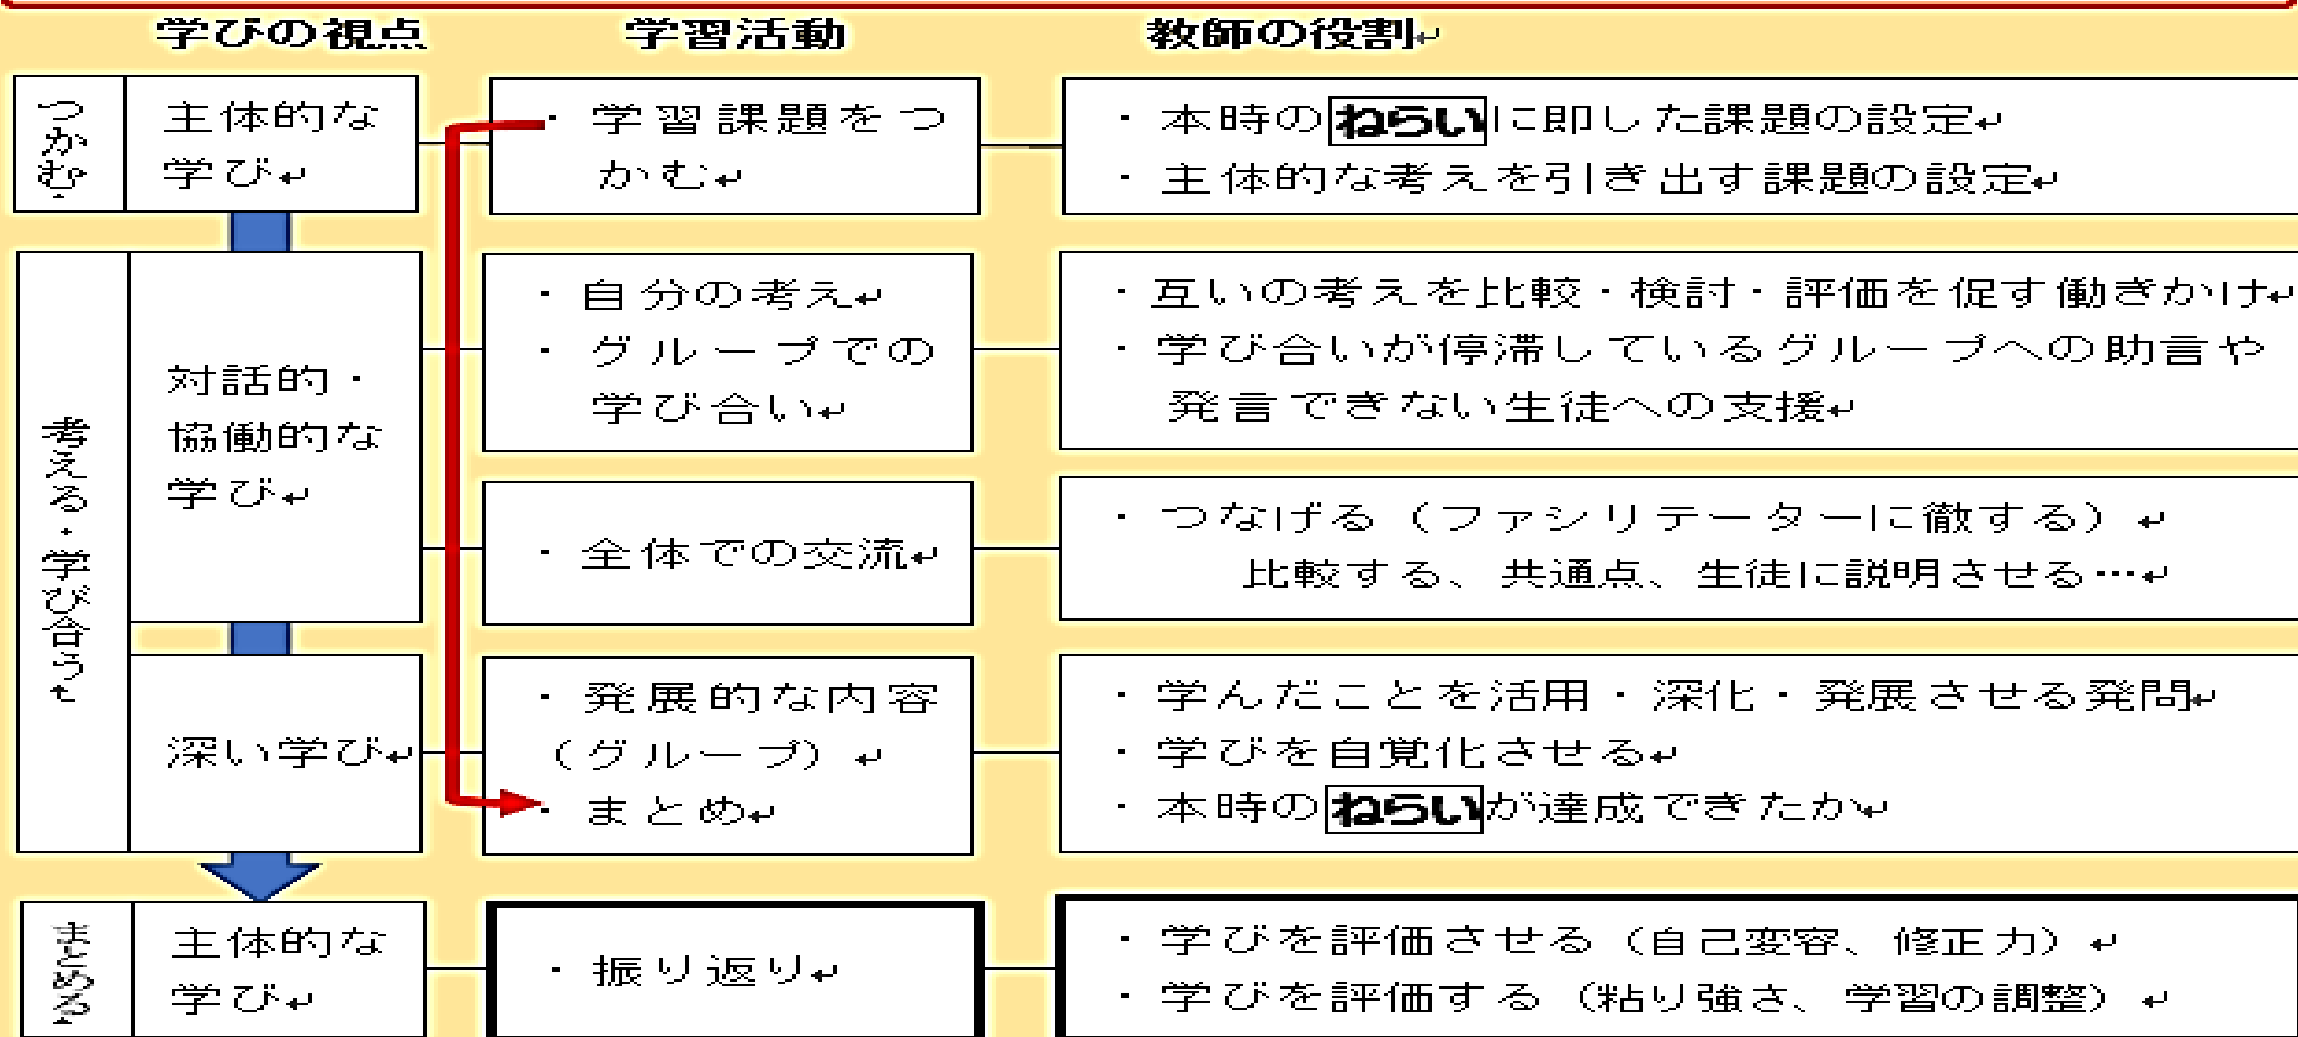 学びの視点
学習活動
教師の役割
つかむ
主体的な
学び
・学習課題をつ
かむ
・本時のねらいに即した課題の設定
・主体的な考えを引き出す課題の設定
考える・学び合う
対話的・
協働的な
学び
・自分の考え
・グループでの
学び合い
・互いの考えを比較・検討・評価を促す働きかけ
・学び合いが停滞しているグループへの助言や
発言できない生徒への支援
・全体での交流
・つなげる（ファシリテーターに徹する）
比較する、共通点、生徒に説明させる…
深い学び
・発展的な内容
（グループ）
・まとめ
・学んだことを活用・深化・発展させる発問
・学びを自覚化させる
・本時のねらいが達成できたか
まとめる
主体的な
学び
・振り返り
・学びを評価させる（自己変容、修正力）
・学びを評価する（粘り強さ、学習の調整）